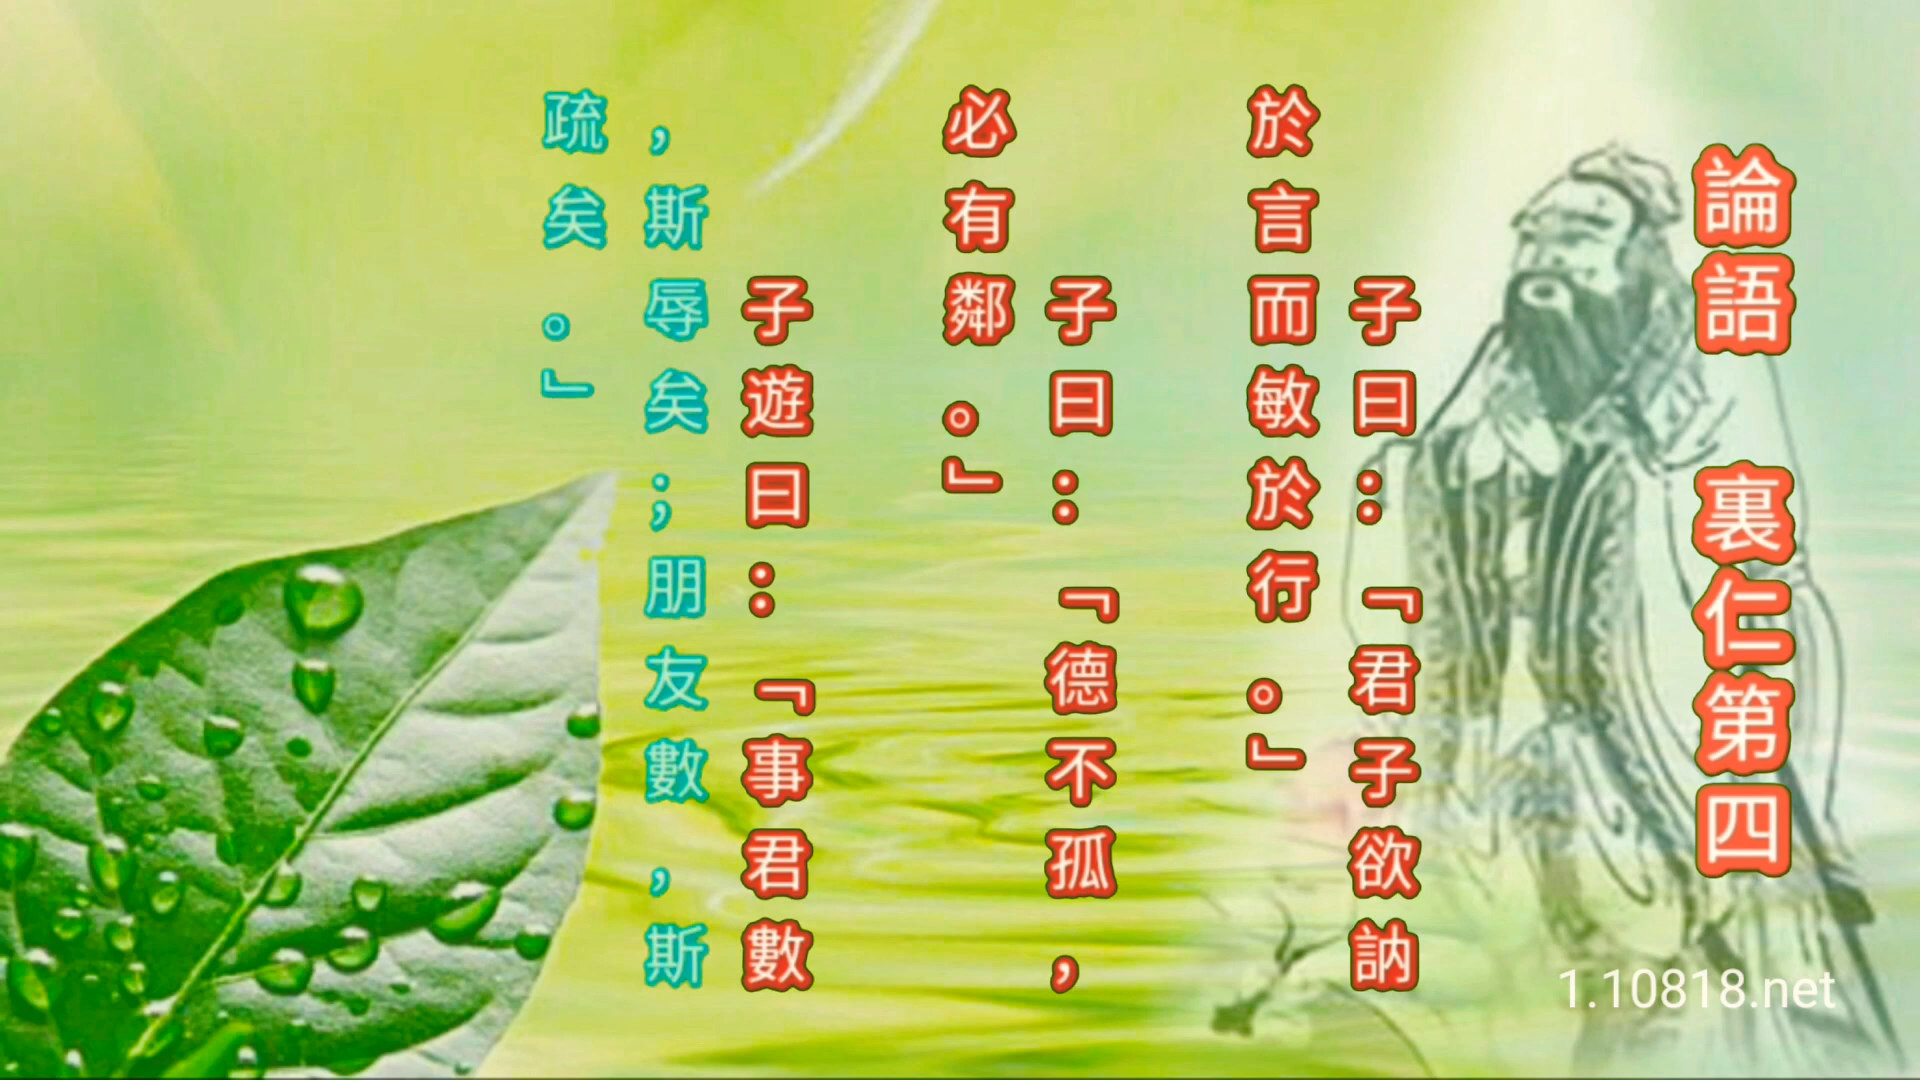 論語 裏仁第四
子曰：「君子欲訥
於言而敏於行。」
子曰：「德不孤，
必有鄰。」
子遊曰：「事君數
，斯辱矣；朋友數，斯
疏矣。」
1.10818.net